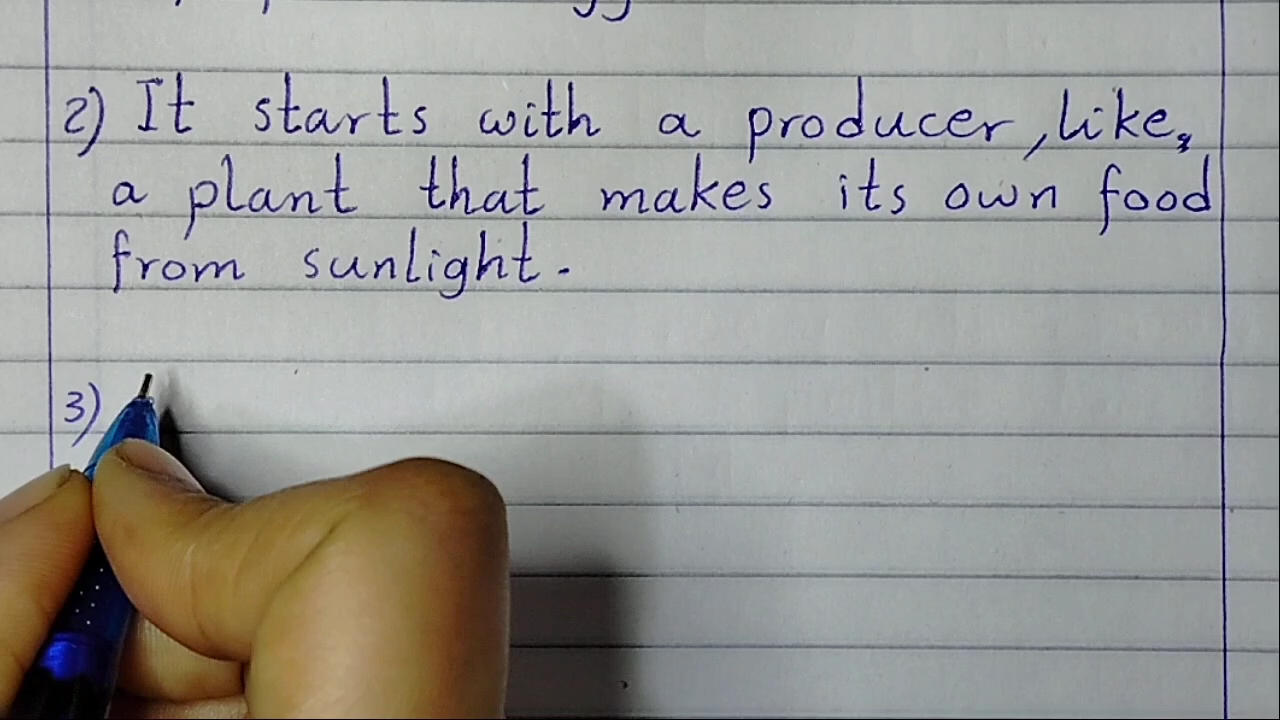 2) It starts with a producer, like,
a plant that makes its own food
from sunlight.
3)